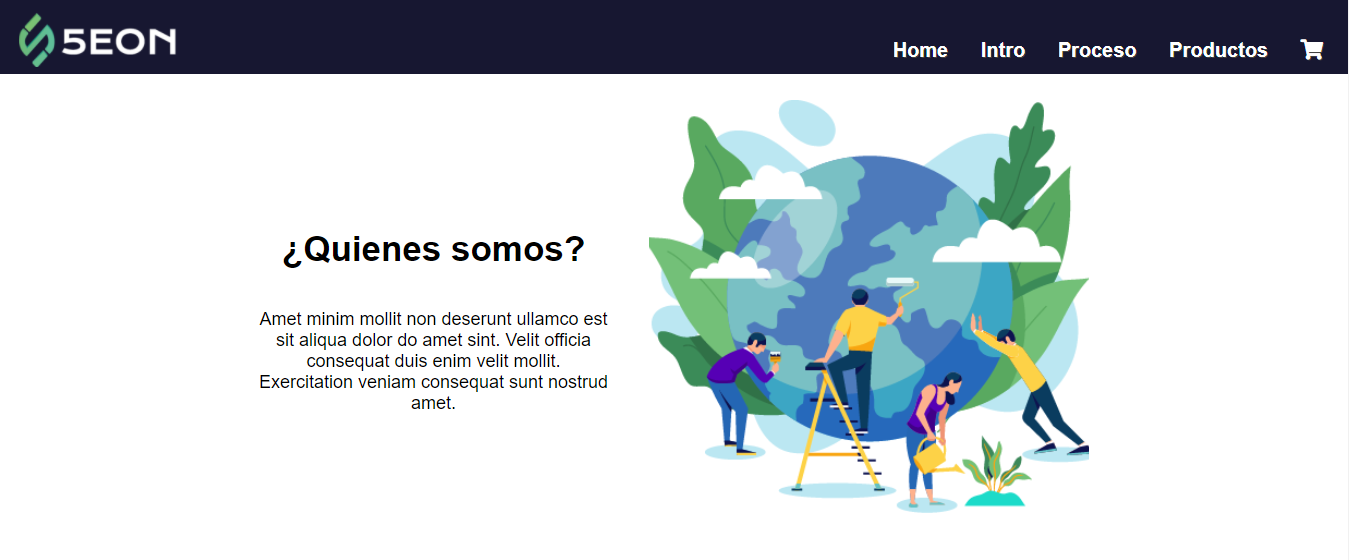 5EON
Home Intro Proceso Productos
¿Quienes somos?
Amet minim mollit non deserunt ullamco est
sit aliqua dolor do amet sint. Velit officia
consequat duis enim velit mollit.
Exercitation veniam consequat sunt nostrud
amet.